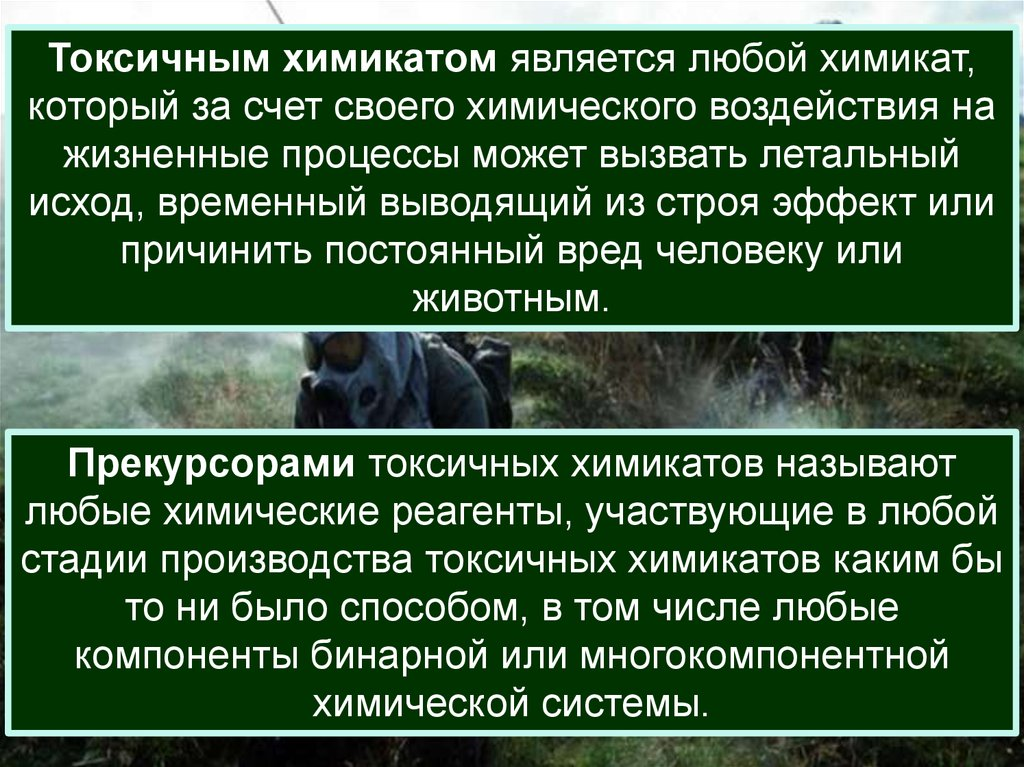 Токсичным химикатом является любой химикат,
который за счет своего химического воздействия на
жизненные процессы может вызвать летальный
исход, временный выводящий из строя эффект или
причинить постоянный вред человеку или
животным.
Прекурсорами токсичных химикатов называют
любые химические реагенты, участвующие в любой
стадии производства токсичных химикатов каким бы
то ни было способом, в том числе любые
компоненты бинарной или многокомпонентной
химической системы.